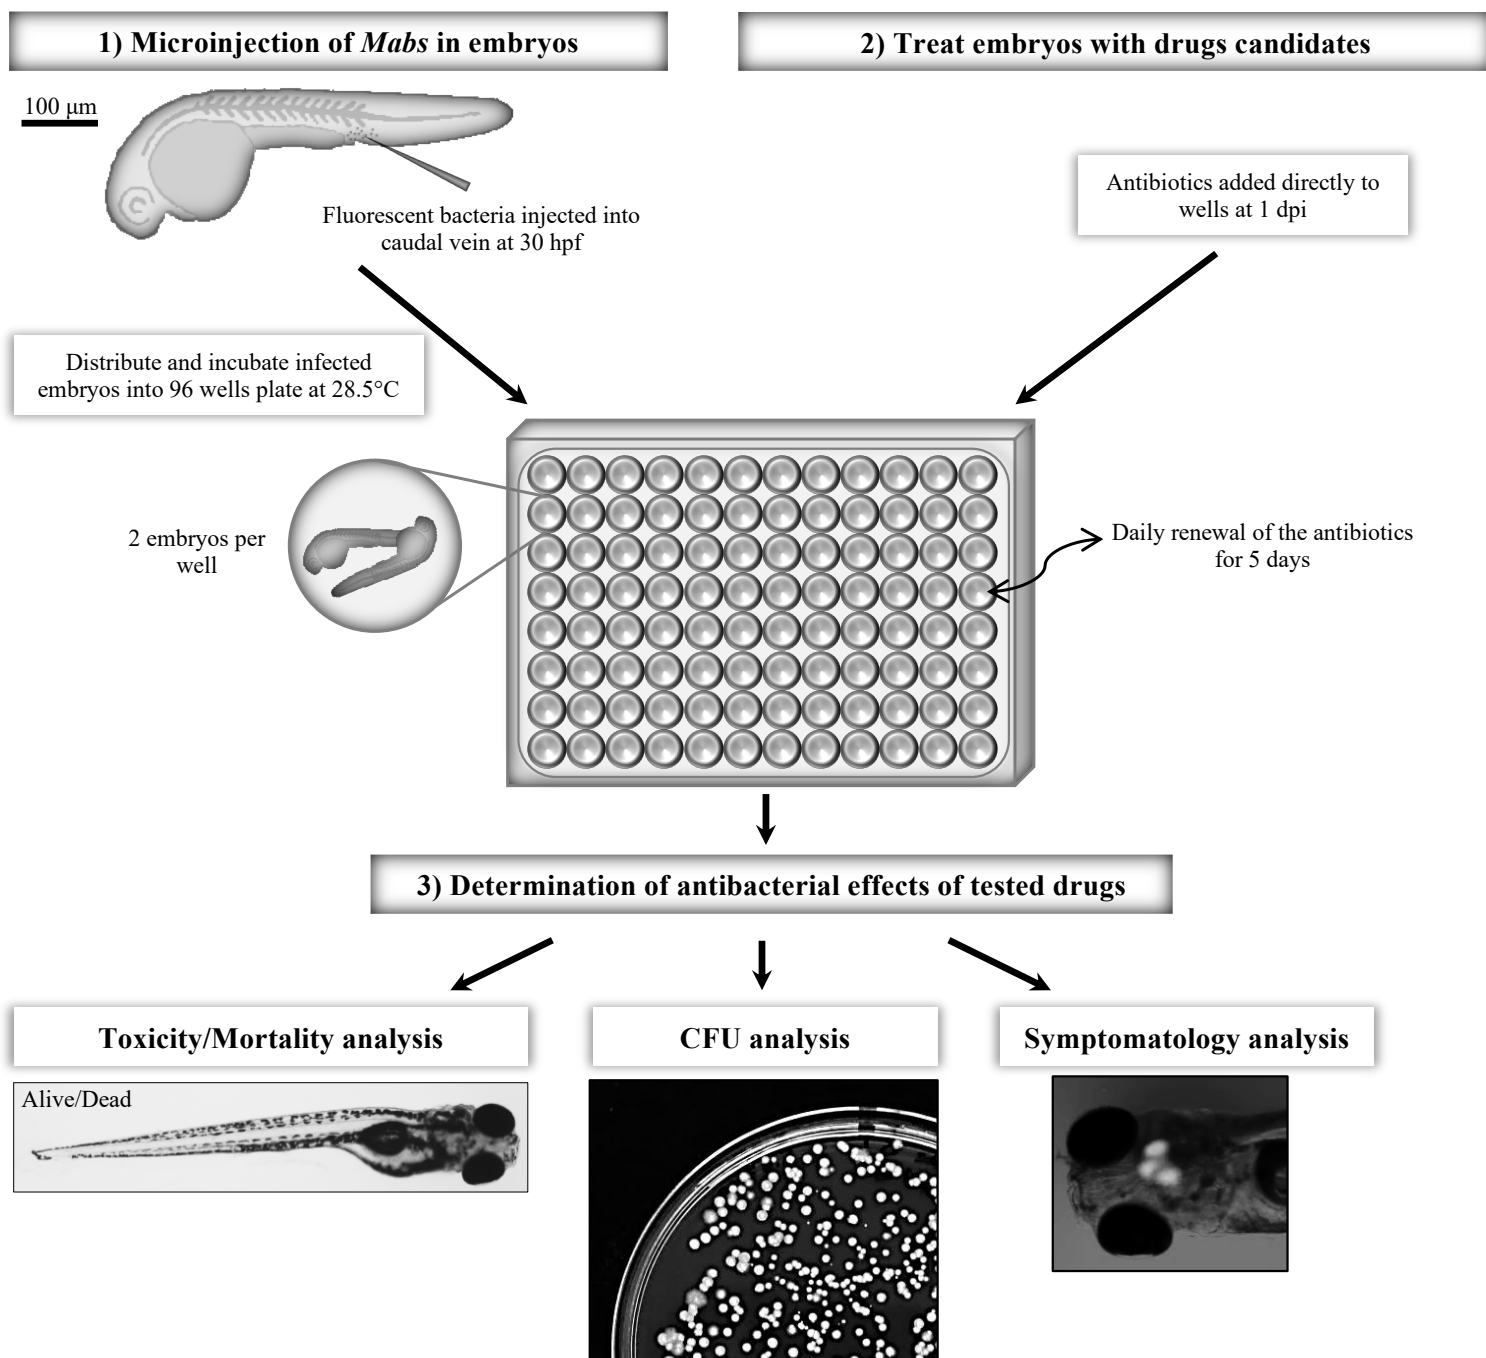 1) Microinjection of Mabs in embryos
2) Treat embryos with drugs candidates
100 μm
Fluorescent bacteria injected into
caudal vein at 30 hpf
Antibiotics added directly to
wells at 1 dpi
Distribute and incubate infected
embryos into 96 wells plate at 28.5°C
2 embryos per
well
Daily renewal of the antibiotics
for 5 days
3) Determination of antibacterial effects of tested drugs
Toxicity/Mortality analysis
CFU analysis
Symptomatology analysis
Alive/Dead